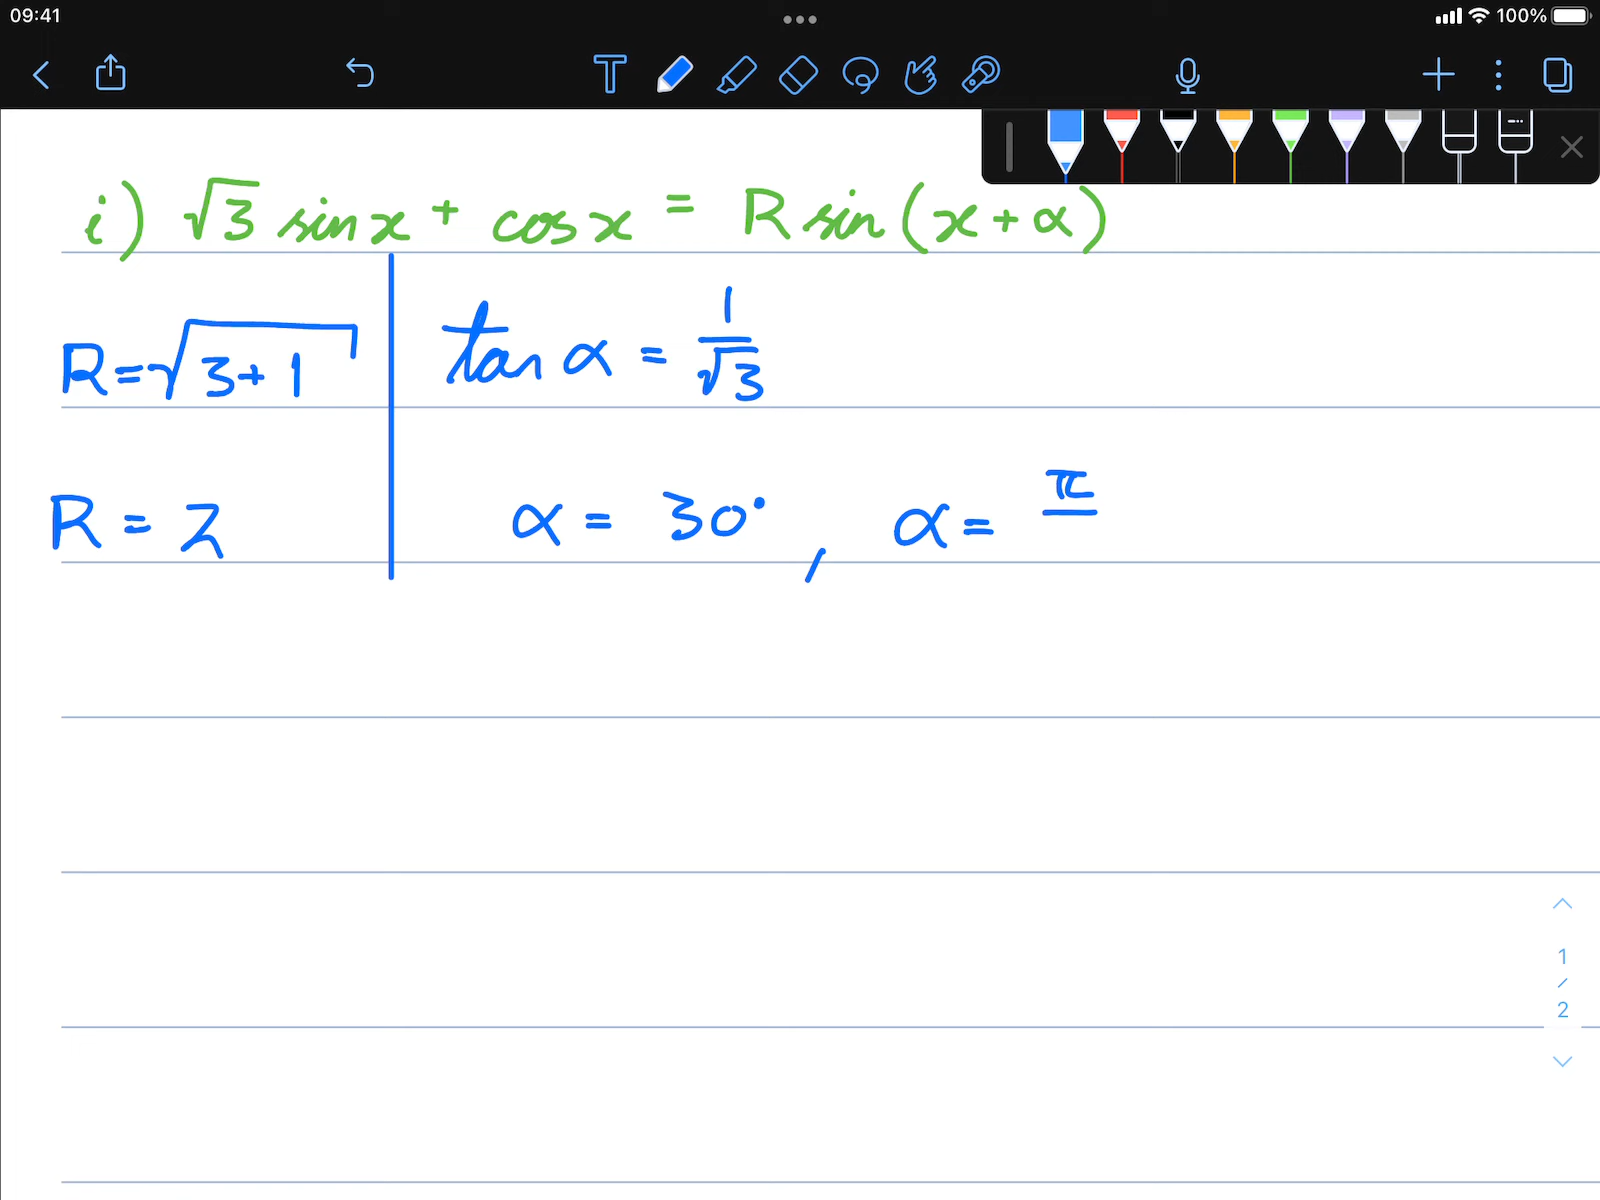 09:41
100%
T
i) √3 sin x + cos x = R sin (x + α)
R = √3+1
tan α = 1/√3
R = 2
α = 30° , α = π/
1
/
2